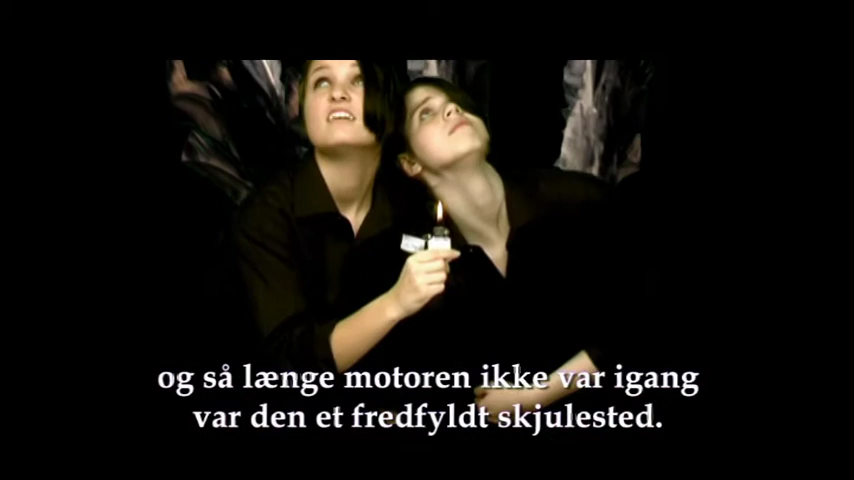 og så længe motoren ikke var igang
var den et fredfyldt skjulested.